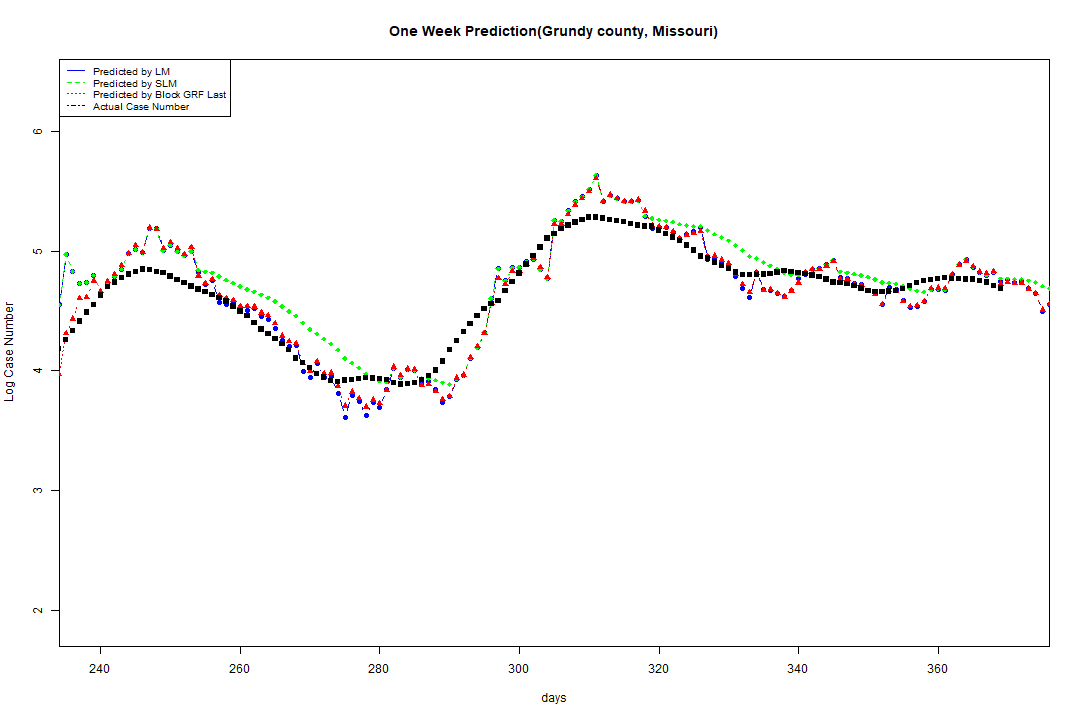 One Week Prediction(Grundy county, Missouri)
Predicted by LM
Predicted by SLM
Predicted by Block GRF Last
Actual Case Number
6
5
4
3
2
Log Case Number
240 260 280 300 320 340 360
days